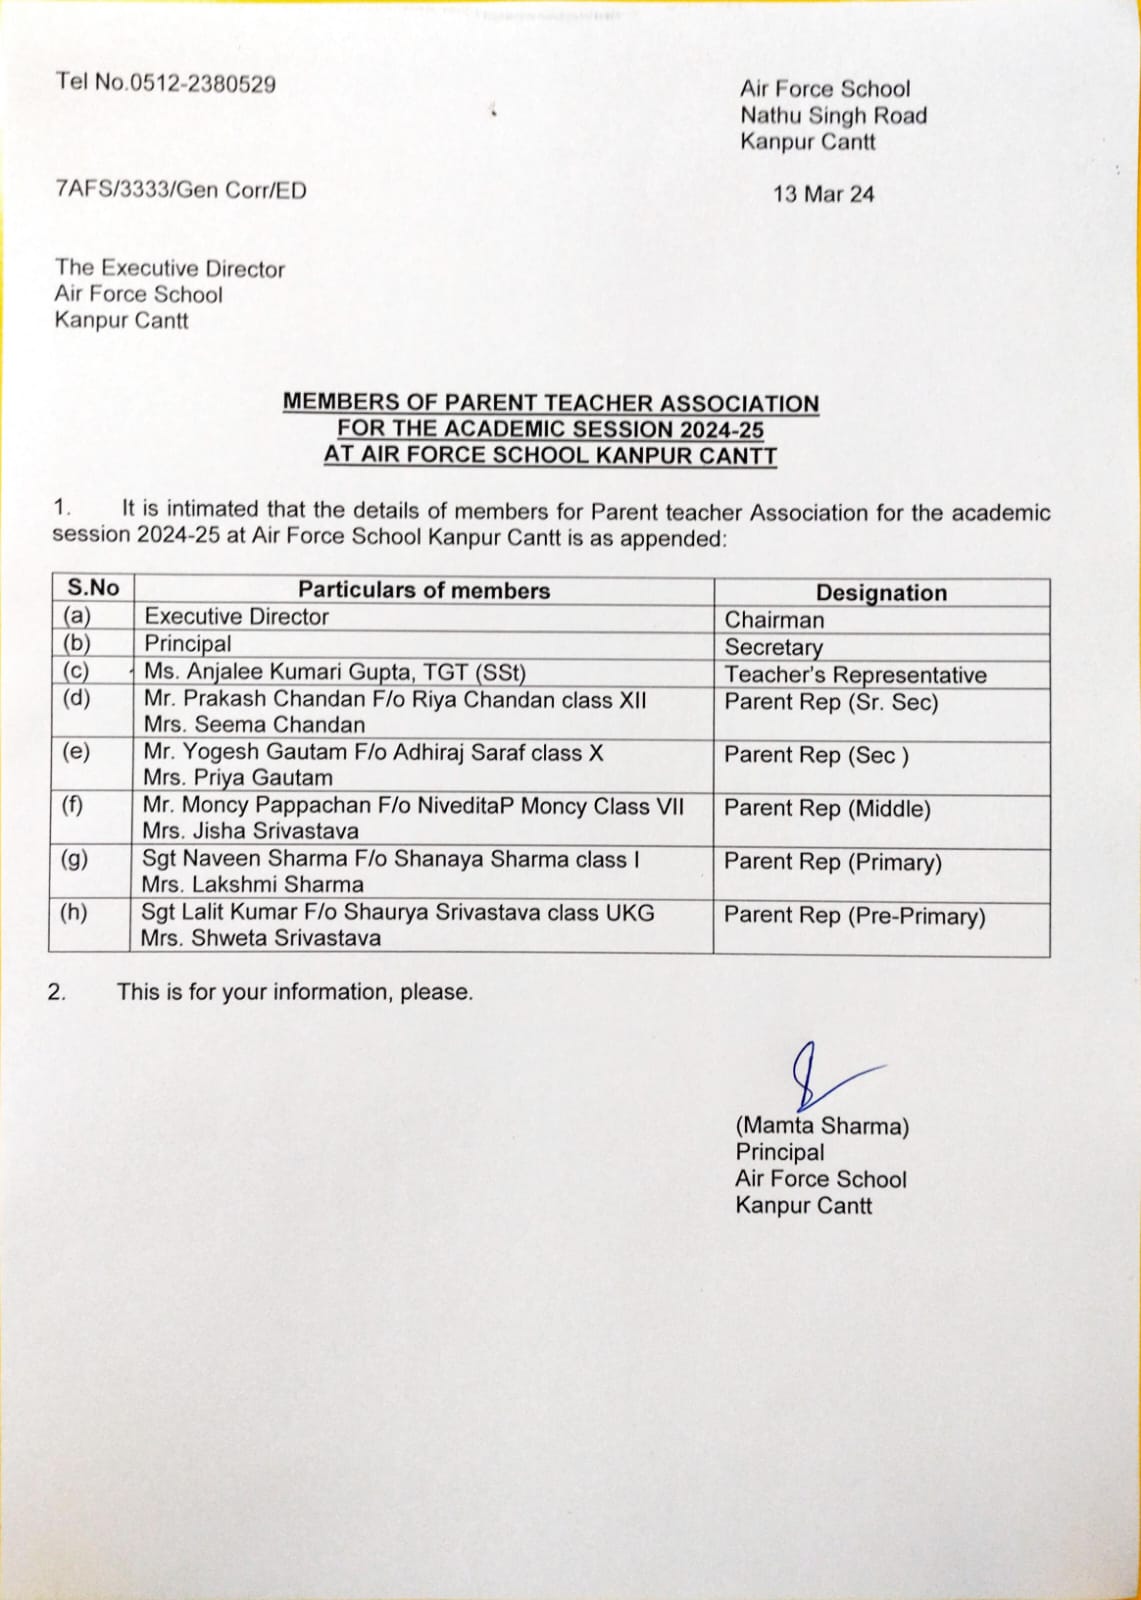 Tel No.0512-2380529
Air Force School
Nathu Singh Road
Kanpur Cantt
7AFS/3333/Gen Corr/ED
13 Mar 24
The Executive Director
Air Force School
Kanpur Cantt
MEMBERS OF PARENT TEACHER ASSOCIATION
FOR THE ACADEMIC SESSION 2024-25
AT AIR FORCE SCHOOL KANPUR CANTT
1. It is intimated that the details of members for Parent teacher Association for the academic
session 2024-25 at Air Force School Kanpur Cantt is as appended:
S.No Particulars of members Designation
(a) Executive Director Chairman
(b) Principal Secretary
(c) Ms. Anjalee Kumari Gupta, TGT (SSt) Teacher's Representative
(d) Mr. Prakash Chandan F/o Riya Chandan class XII Parent Rep (Sr. Sec)
Mrs. Seema Chandan
(e) Mr. Yogesh Gautam F/o Adhiraj Saraf class X Parent Rep (Sec )
Mrs. Priya Gautam
(f) Mr. Moncy Pappachan F/o NiveditaP Moncy Class VII Parent Rep (Middle)
Mrs. Jisha Srivastava
(g) Sgt Naveen Sharma F/o Shanaya Sharma class I Parent Rep (Primary)
Mrs. Lakshmi Sharma
(h) Sgt Lalit Kumar F/o Shaurya Srivastava class UKG Parent Rep (Pre-Primary)
Mrs. Shweta Srivastava
2. This is for your information, please.
(Mamta Sharma)
Principal
Air Force School
Kanpur Cantt